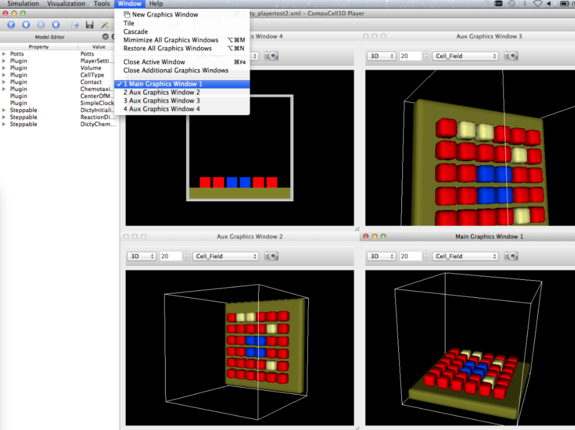 Simulation Visualization Tools Window Help
ty_playertest2.xml – CompuCell3D Player
New Graphics Window
Tile
Cascade
Minimize All Graphics Windows ⌥⌘M
Restore All Graphics Windows ⌥⌘N
Close Active Window ⌘F4
Close Additional Graphics Windows
✓ 1 Main Graphics Window 1
2 Aux Graphics Window 2
3 Aux Graphics Window 3
4 Aux Graphics Window 4
Model Editor
Property Value
Potts Potts
Plugin PlayerSetti...
Plugin Volume
Plugin CellType
Plugin Contact
Plugin Chemotaxi...
Plugin CenterOfM...
Plugin SimpleClock
Steppable DictyInitiali...
Steppable ReactionDi...
Steppable DictyChem...
Window 4
Aux Graphics Window 3
3D 20 Cell_Field
Aux Graphics Window 2
3D 20 Cell_Field
Main Graphics Window 1
3D 20 Cell_Field